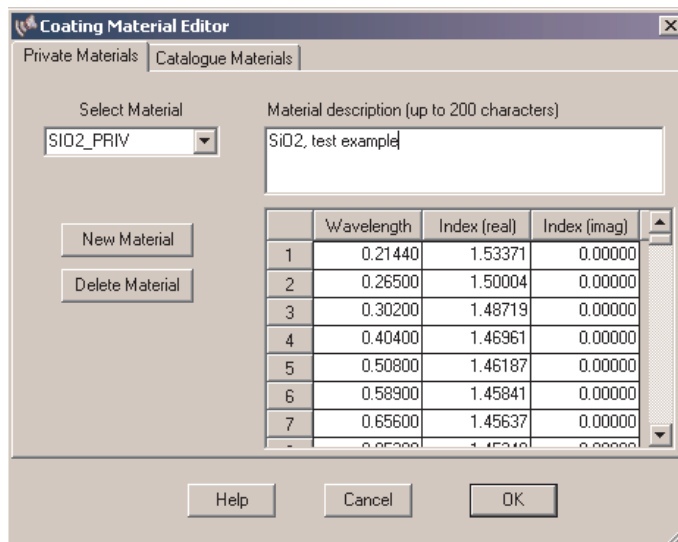 Coating Material Editor
Private Materials Catalogue Materials
Select Material Material description (up to 200 characters)
SIO2_PRIV SiO2, test example
New Material
Delete Material
Wavelength Index (real) Index (imag)
1 0.21440 1.53371 0.00000
2 0.26500 1.50004 0.00000
3 0.30200 1.48719 0.00000
4 0.40400 1.46961 0.00000
5 0.50800 1.46187 0.00000
6 0.58900 1.45841 0.00000
7 0.65600 1.45637 0.00000
Help Cancel OK